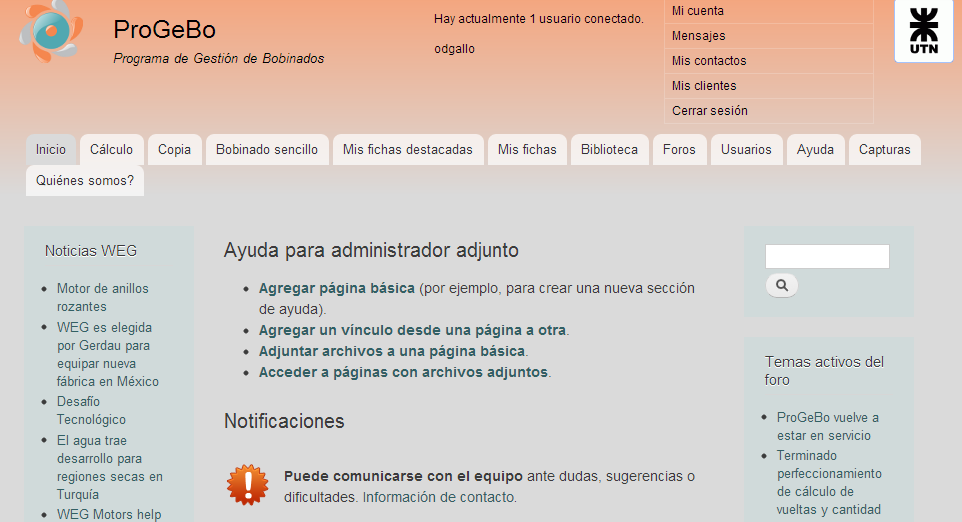 ProGeBo
Programa de Gestión de Bobinados
Hay actualmente 1 usuario conectado.
odgallo
Mi cuenta
Mensajes
Mis contactos
Mis clientes
Cerrar sesión
UTN
Inicio
Cálculo
Copia
Bobinado sencillo
Mis fichas destacadas
Mis fichas
Biblioteca
Foros
Usuarios
Ayuda
Capturas
Quiénes somos?
Noticias WEG
Motor de anillos
rozantes
WEG es elegida
por Gerdau para
equipar nueva
fábrica en México
Desafío
Tecnológico
El agua trae
desarrollo para
regiones secas en
Turquía
WEG Motors help
Ayuda para administrador adjunto
Agregar página básica (por ejemplo, para crear una nueva sección
de ayuda).
Agregar un vínculo desde una página a otra.
Adjuntar archivos a una página básica.
Acceder a páginas con archivos adjuntos.
Notificaciones
Puede comunicarse con el equipo ante dudas, sugerencias o
dificultades. Información de contacto.
Temas activos del
foro
ProGeBo vuelve a
estar en servicio
Terminado
perfeccionamiento
de cálculo de
vueltas y cantidad